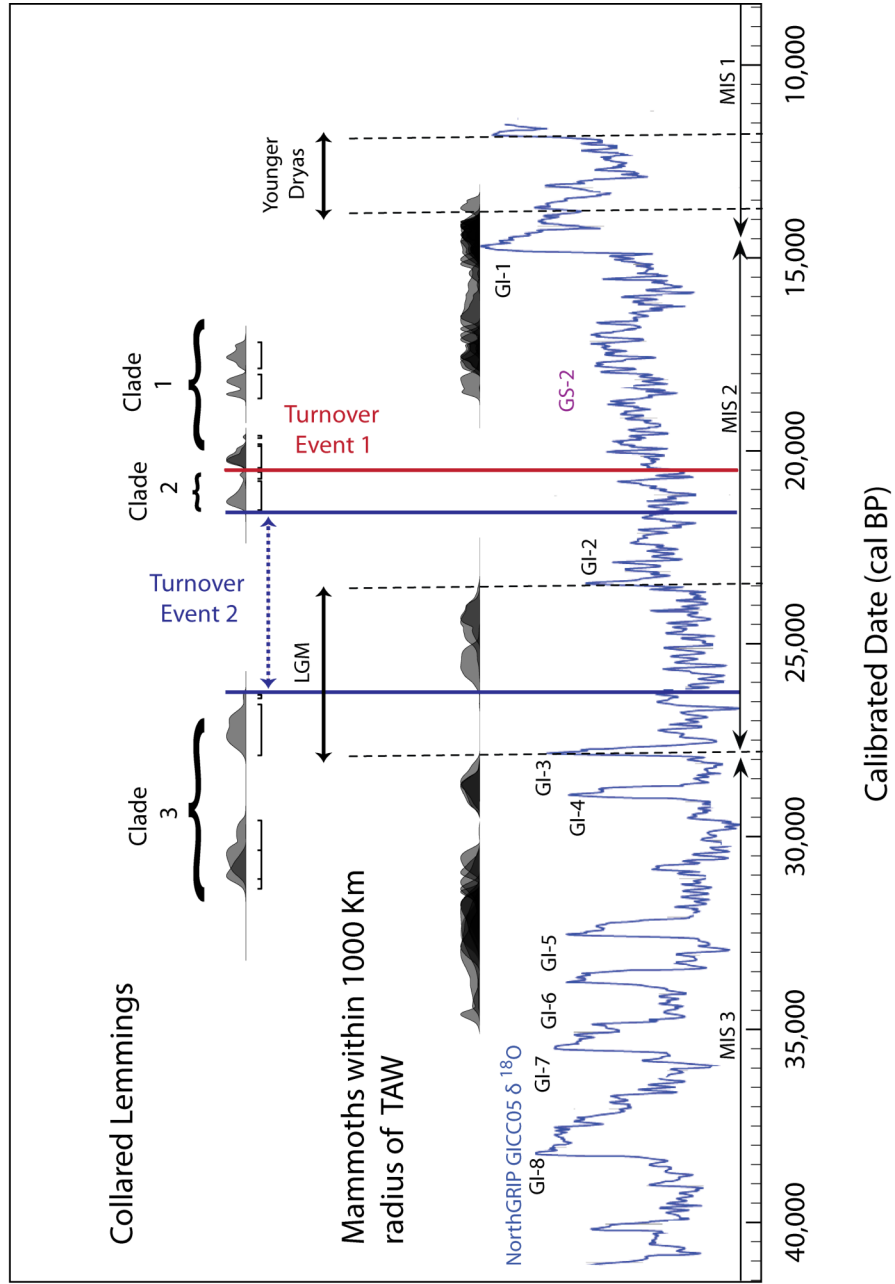 Collared Lemmings
Clade
3
Clade
2
Clade
1
Turnover
Event 2
Turnover
Event 1
LGM
Younger
Dryas
Mammoths within 1000 Km
radius of TAW
NorthGRIP GICC05 δ 18O
GI-8
GI-7
GI-6
GI-5
GI-4
GI-3
GI-2
GS-2
GI-1
MIS 3
MIS 2
MIS 1
40,000
35,000
30,000
25,000
20,000
15,000
10,000
Calibrated Date (cal BP)